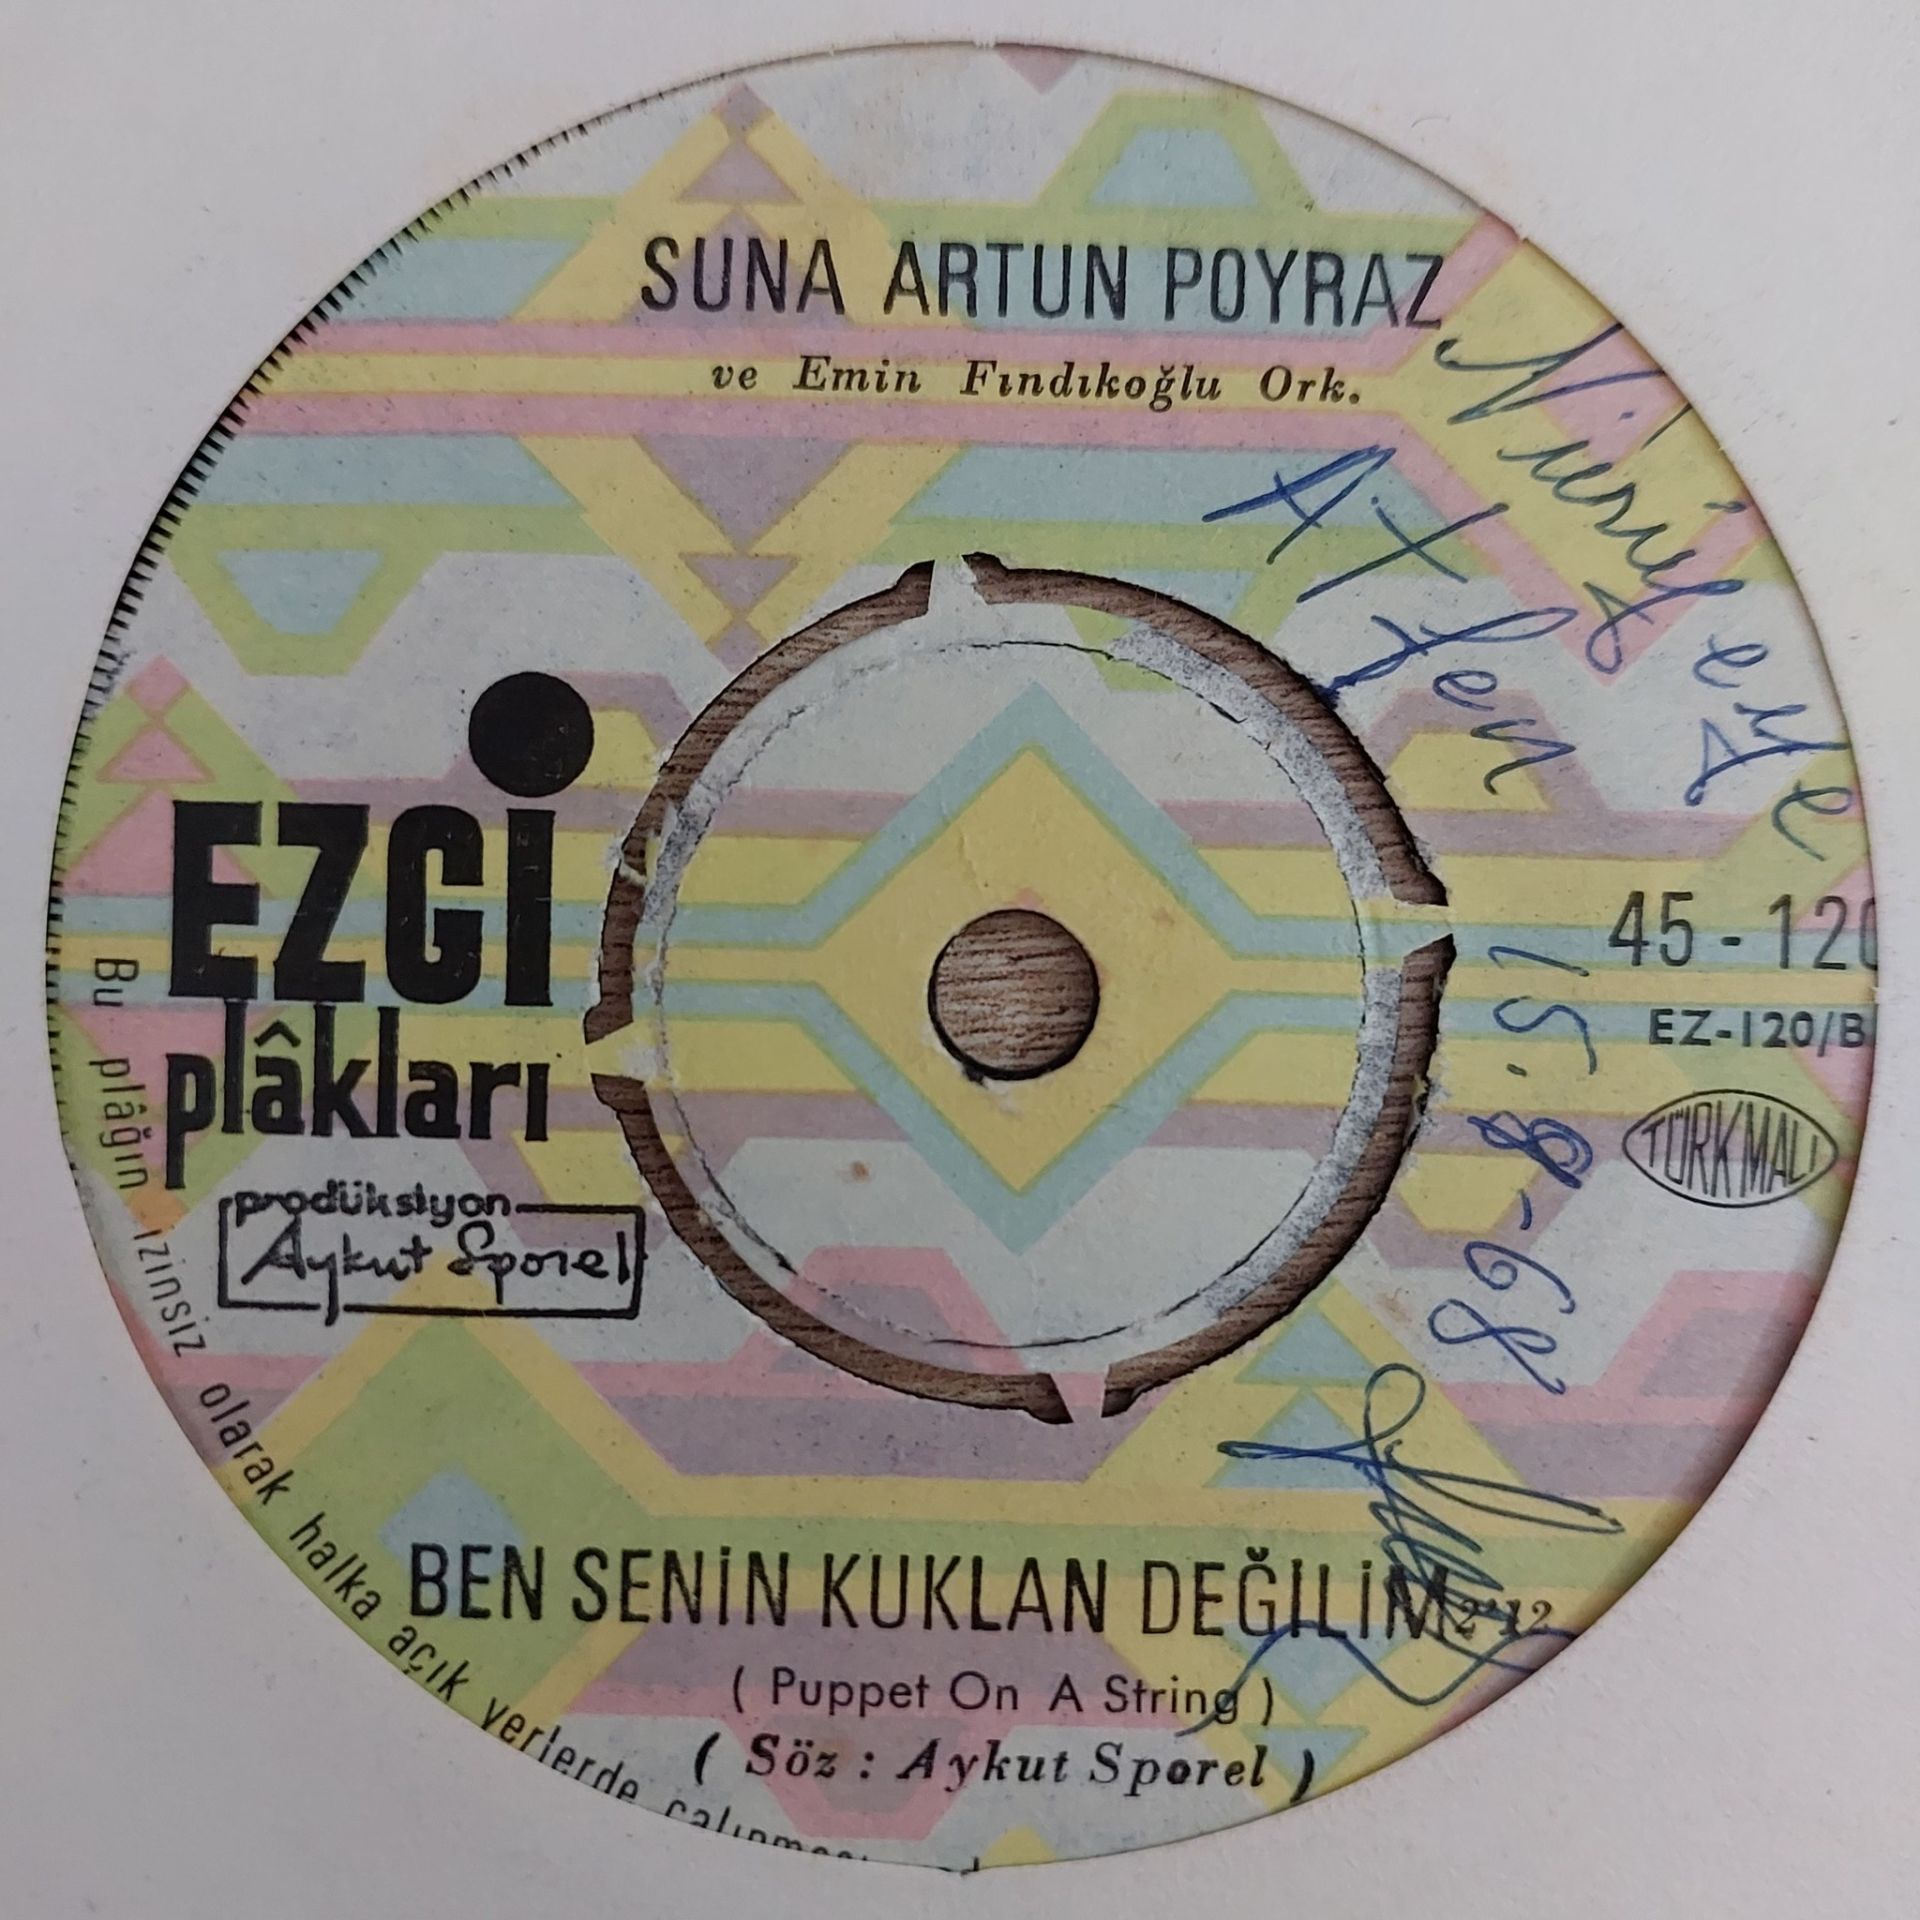 SUNA ARTUN POYRAZ
ve Emin Fındıkoğlu Ork.
Nuriyeye
Atfen
15.8-68
EZGİ
plâkları
prodüksiyon
Aykut Sporel
45-120
EZ-120/B
TÜRK MALI
BEN SENİN KUKLAN DEĞİLİM 2'12
( Puppet On A String )
( Söz : Aykut Sporel )
Bu plâğın izinsiz olarak halka açık yerlerde